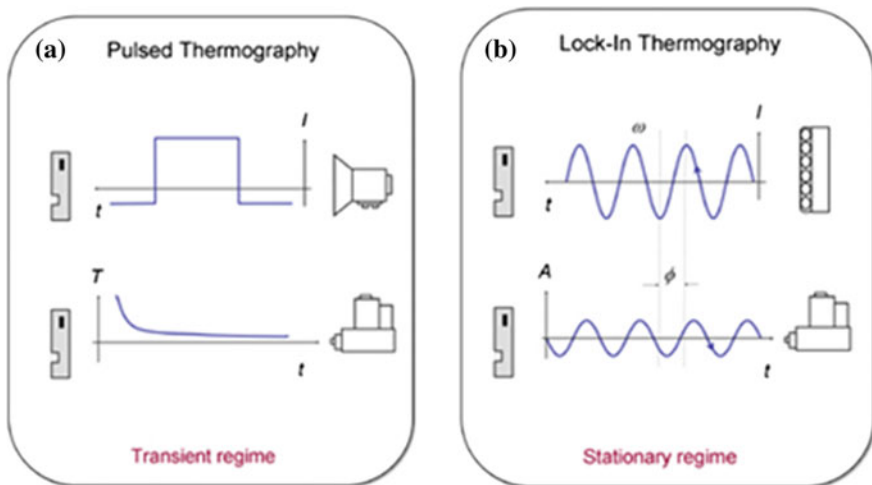 (a)
Pulsed Thermography
I
t
T
t
Transient regime
(b)
Lock-In Thermography
ω
I
t
A
ϕ
t
Stationary regime